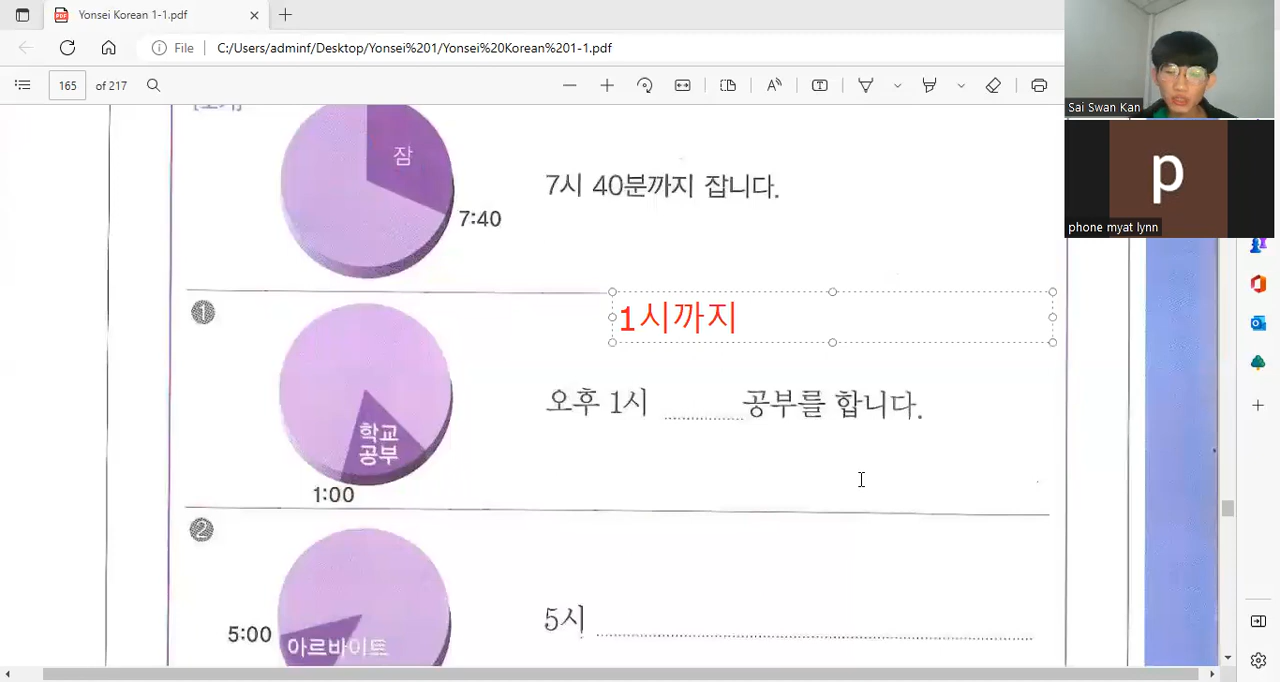 Yonsei Korean 1-1.pdf
File
C:/Users/adminf/Desktop/Yonsei%201/Yonsei%20Korean%201-1.pdf
165 of 217
Sai Swan Kan
p
phone myat lynn
잠
7:40
7시 40분까지 잡니다.
1시까지
①
학교
공부
1:00
오후 1시 공부를 합니다.
②
5:00
아르바이트
5시